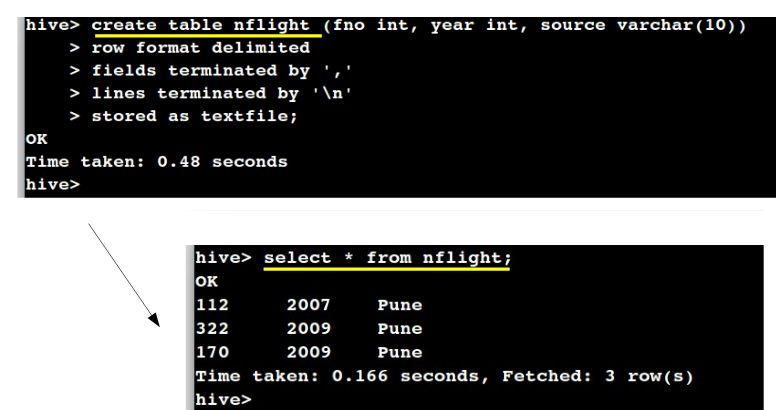 hive> create table nflight (fno int, year int, source varchar(10))
> row format delimited
> fields terminated by ','
> lines terminated by '\n'
> stored as textfile;
OK
Time taken: 0.48 seconds
hive>
hive> select * from nflight;
OK
112 2007 Pune
322 2009 Pune
170 2009 Pune
Time taken: 0.166 seconds, Fetched: 3 row(s)
hive>